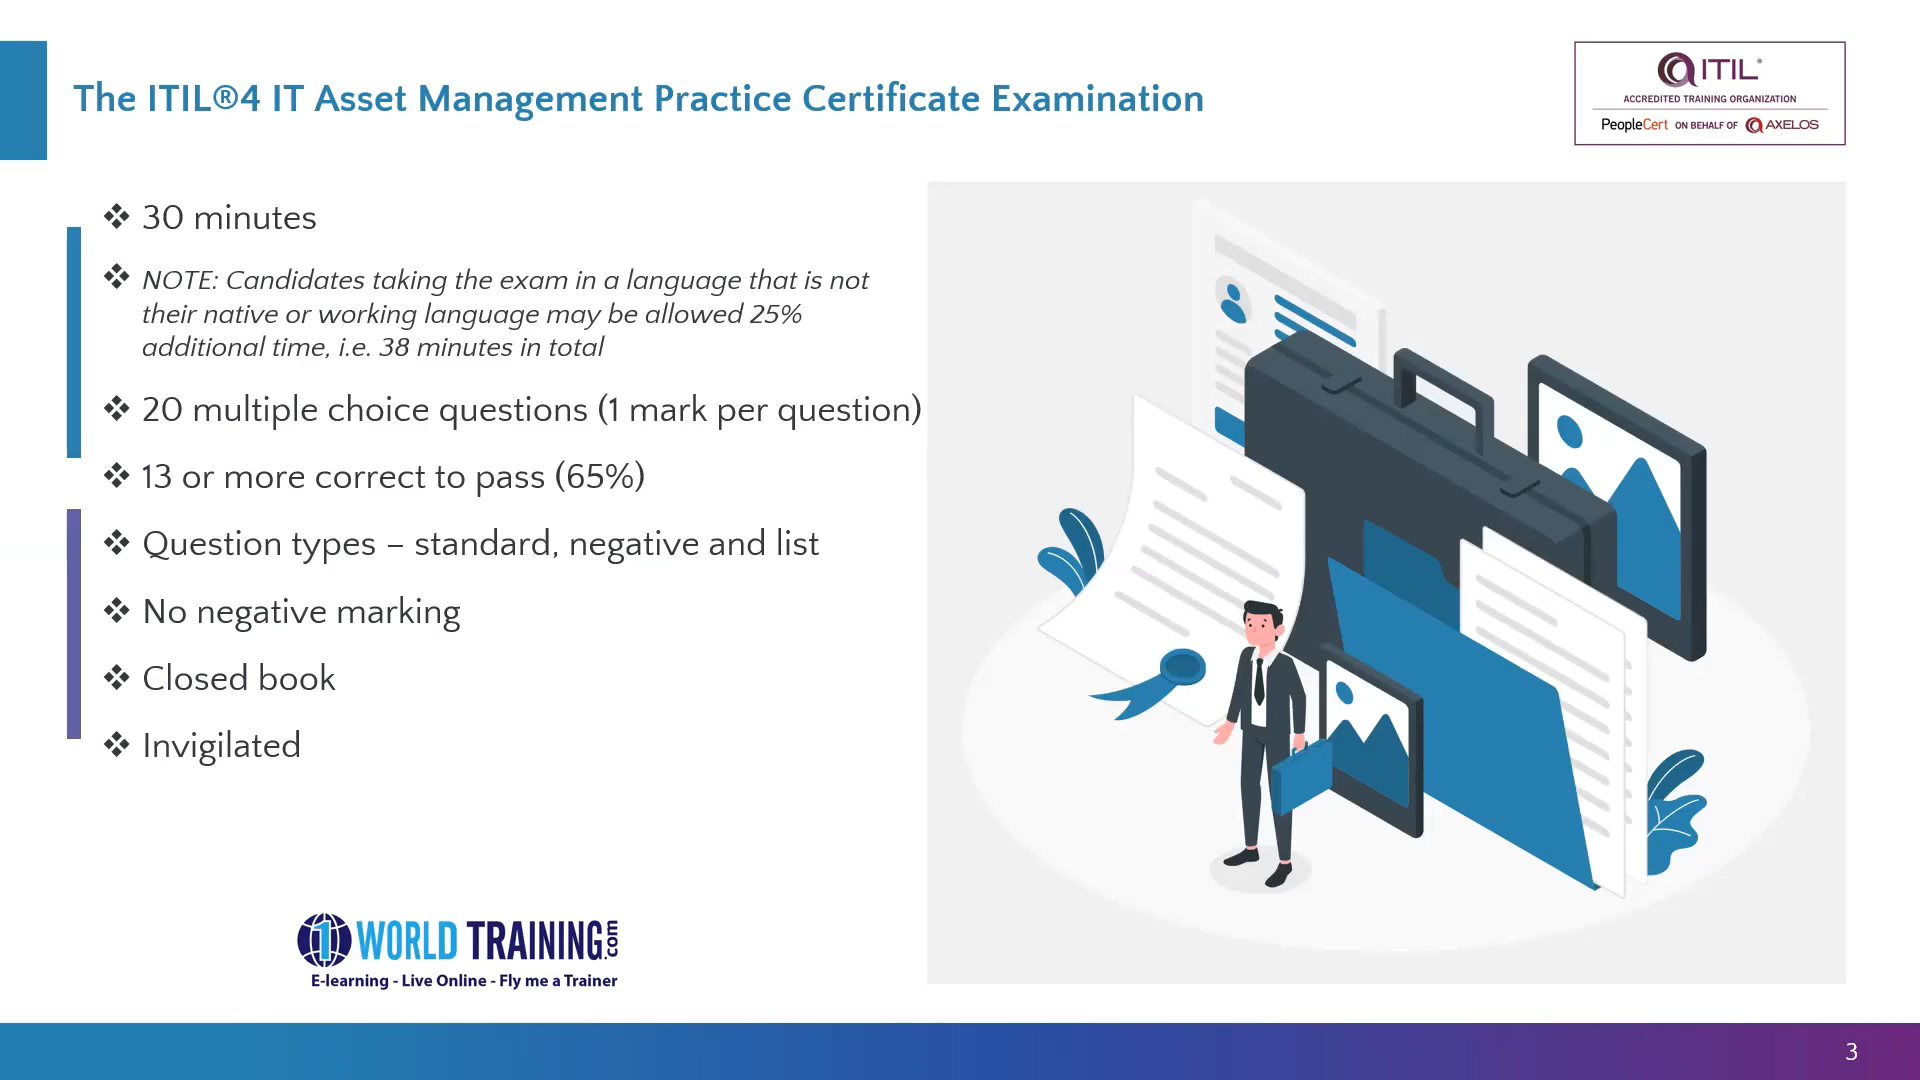 The ITIL®4 IT Asset Management Practice Certificate Examination
ITIL®
ACCREDITED TRAINING ORGANIZATION
PeopleCert ON BEHALF OF AXELOS
❖ 30 minutes
❖ NOTE: Candidates taking the exam in a language that is not
their native or working language may be allowed 25%
additional time, i.e. 38 minutes in total
❖ 20 multiple choice questions (1 mark per question)
❖ 13 or more correct to pass (65%)
❖ Question types – standard, negative and list
❖ No negative marking
❖ Closed book
❖ Invigilated
1 WORLD TRAINING.com
E-learning - Live Online - Fly me a Trainer
3